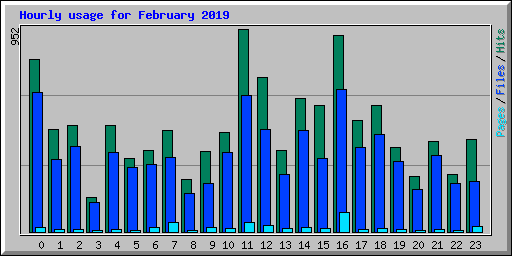 Hourly usage for February 2019
952
Pages/Files/Hits
0 1 2 3 4 5 6 7 8 9 10 11 12 13 14 15 16 17 18 19 20 21 22 23